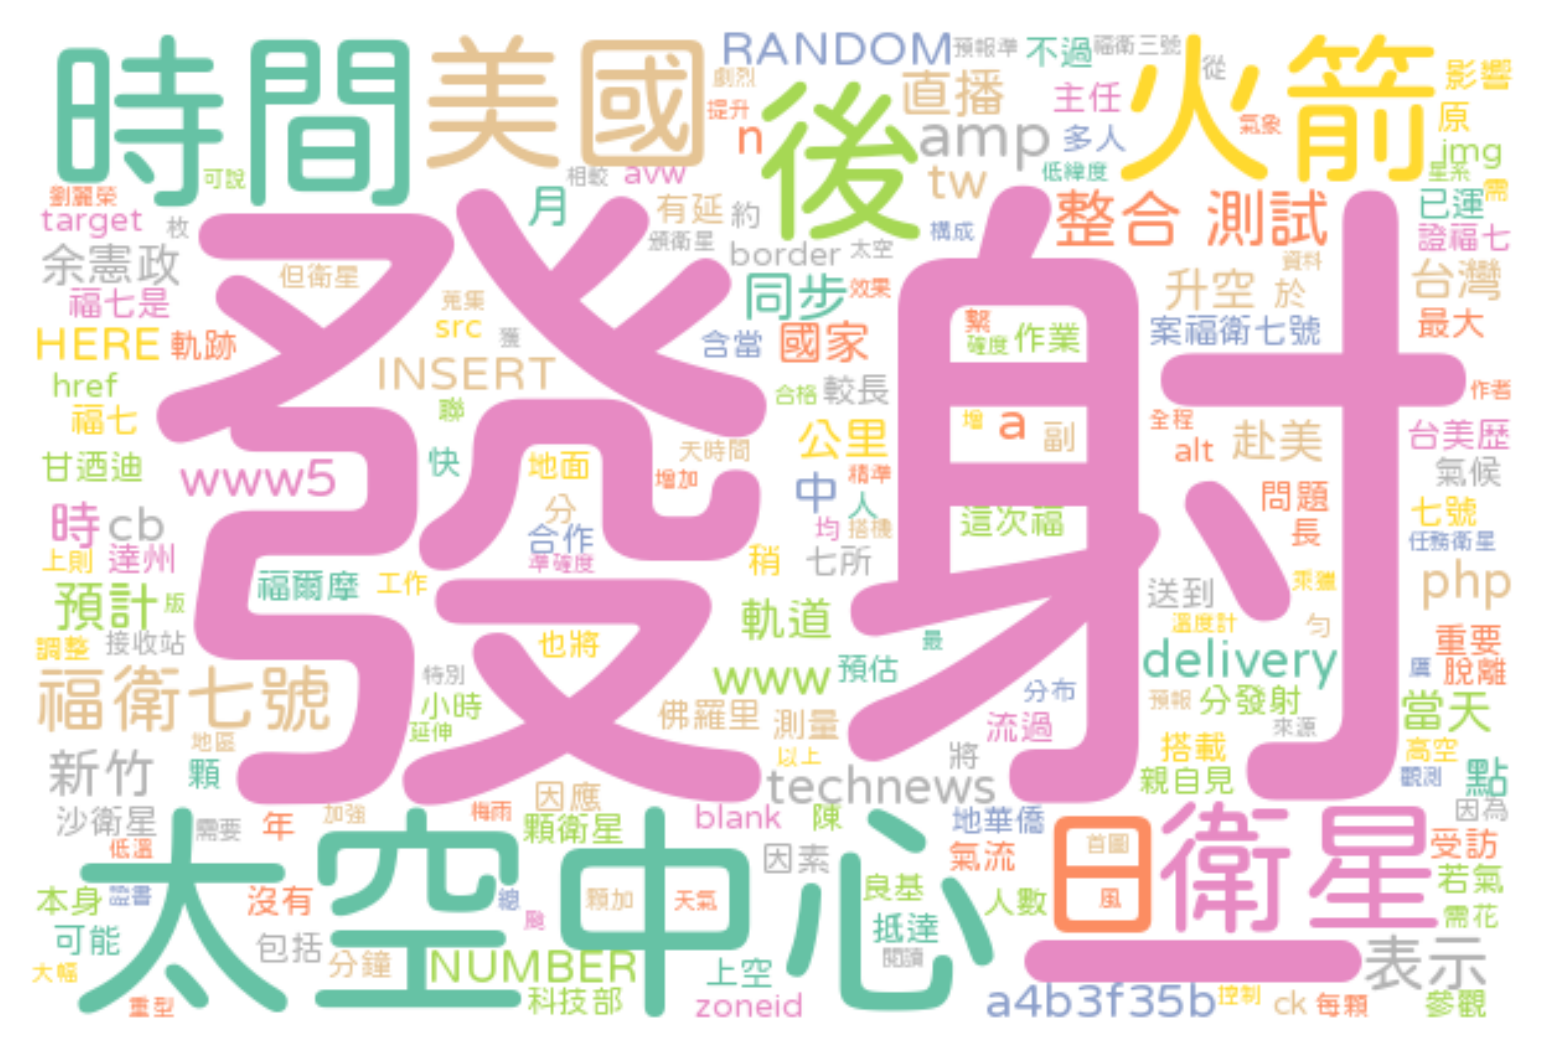 時間
美國
RANDOM
預報準
不過
福衛三號
從
火箭
影響
劇烈
提升
n
後
直播
amp
主任
多人
氣象
原
img
星系
需
可說
相較
avw
tw
低緯度
劉麗榮
target
枚
月
有延
約
頒衛星
構成
整合 測試
已運
證福七
余憲政
border
太空
資料
福七是
但衛星
蒐集
同步
效果
升空
於
台灣
HERE
軌跡
src
獲
含當
國家
繫
確度
作業
案福衛七號
最大
href
INSERT
合格
較長
作者
福七
聯
發射
增
a
副
全程
alt
赴美
台美歷
甘迺迪
www5
快
地面
天時間
增加
公里
中
精準
人
氣候
時
cb
分
合作
均
搭機
這次福
問題
長
七號
任務衛星
上則
達州
準確度
稍
七所
福爾摩
工作
預計
版
軌道
最
送到
乘獵
php
溫度計
勻
調整
接收站
也將
delivery
重要
特別
www
預估
鷹
脫離
福衛七號
小時
延伸
佛羅里
測量
分布
預報
分發射
當天
地區
流過
來源
新竹
顆
以上
將
搭載
高空
technews
親自見
觀測
點
因應
沙衛星
需要
年
加強
梅雨
顆衛星
blank
陳
地華僑
因為
低溫
太空中心
因素
氣流
首圖
旦
衛星
受訪
本身
證書
沒有
總
顆加
天氣
良基
人數
風
若氣
可能
颱
抵達
需花
包括
分鐘
NUMBER
閱讀
一
表示
大幅
上空
重型
科技部
zoneid
a4b3f35b
控制
ck
每顆
參觀